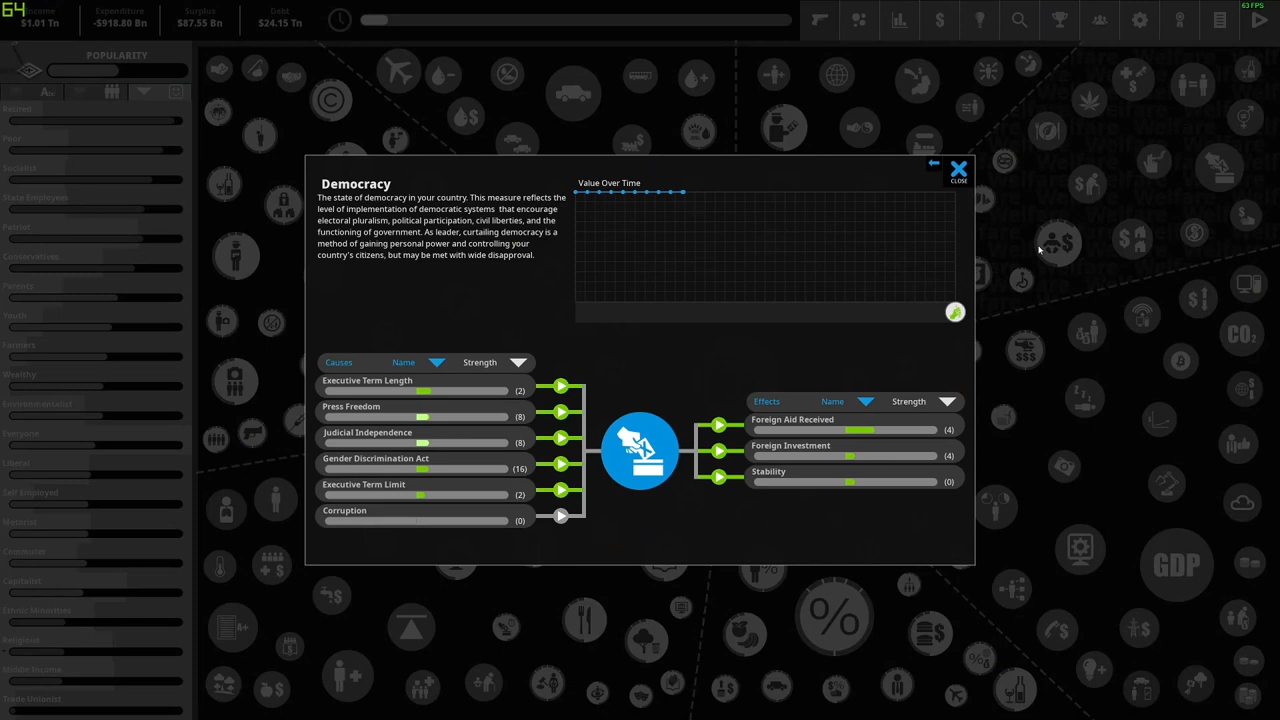 64
Income
Expenditure
Surplus
Debt
$1.01 Tn
-$918.80 Bn
$87.55 Bn
$24.15 Tn
63 FPS
POPULARITY
Abc
Retired
Poor
Socialist
State Employees
Patriot
Conservatives
Parents
Youth
Farmers
Wealthy
Environmentalist
Everyone
Liberal
Self Employed
Motorist
Commuter
Capitalist
Ethnic Minorities
Religious
Middle Income
Trade Unionist
Democracy
The state of democracy in your country. This measure reflects the
level of implementation of democratic systems that encourage
electoral pluralism, political participation, civil liberties, and the
functioning of government. As leader, curtailing democracy is a
method of gaining personal power and controlling your
country's citizens, but may be met with wide disapproval.
Value Over Time
CLOSE
Causes Name Strength
Executive Term Length
(2)
Press Freedom
(8)
Judicial Independence
(8)
Gender Discrimination Act
(16)
Executive Term Limit
(2)
Corruption
(0)
Effects Name Strength
Foreign Aid Received
(4)
Foreign Investment
(4)
Stability
(0)
CO2
GDP
%